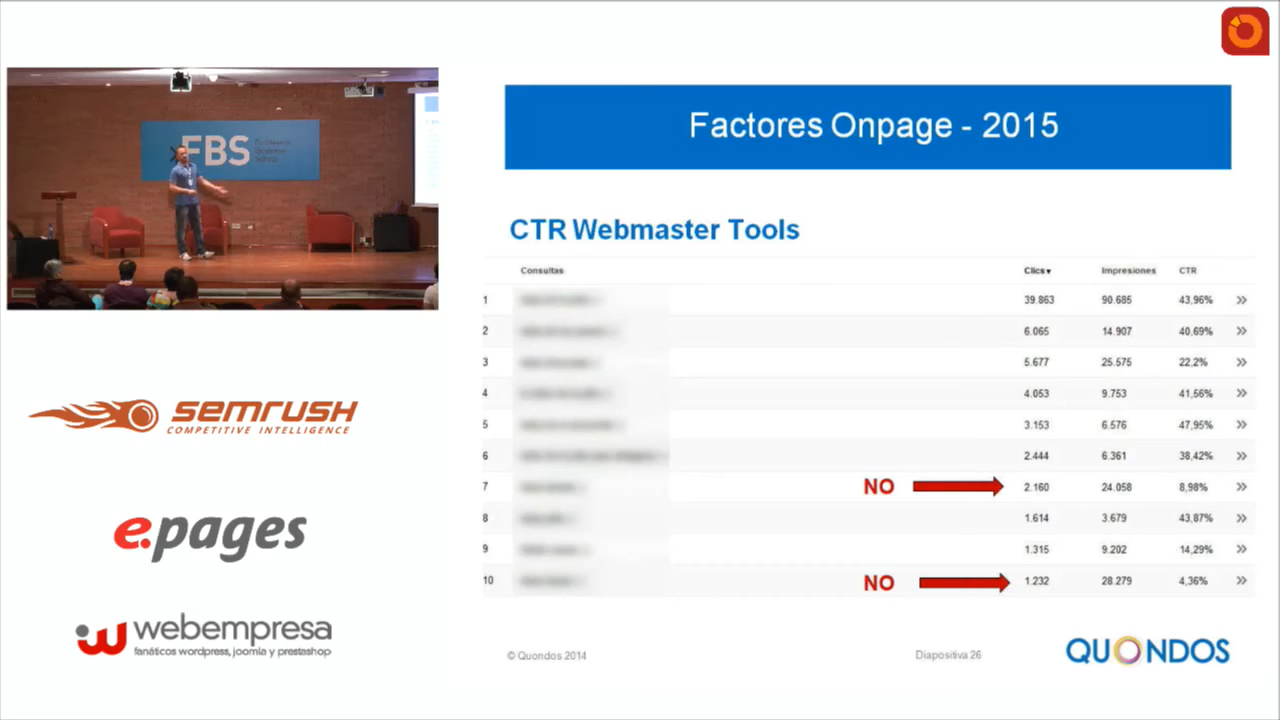 Factores Onpage - 2015
FBS
CTR Webmaster Tools
Consultas Clics▾ Impresiones CTR
1 39.863 90.685 43,96% »
2 6.065 14.907 40,69% »
3 5.677 25.575 22,2% »
4 4.053 9.753 41,56% »
5 3.153 6.576 47,95% »
6 2.444 6.361 38,42% »
7 NO 2.160 24.058 8,98% »
8 1.614 3.679 43,87% »
9 1.315 9.202 14,29% »
10 NO 1.232 28.279 4,36% »
semrush
COMPETITIVE INTELLIGENCE
e.pages
webempresa
fanáticos wordpress, joomla y prestashop
© Quondos 2014
Diapositiva 26
QUONDOS